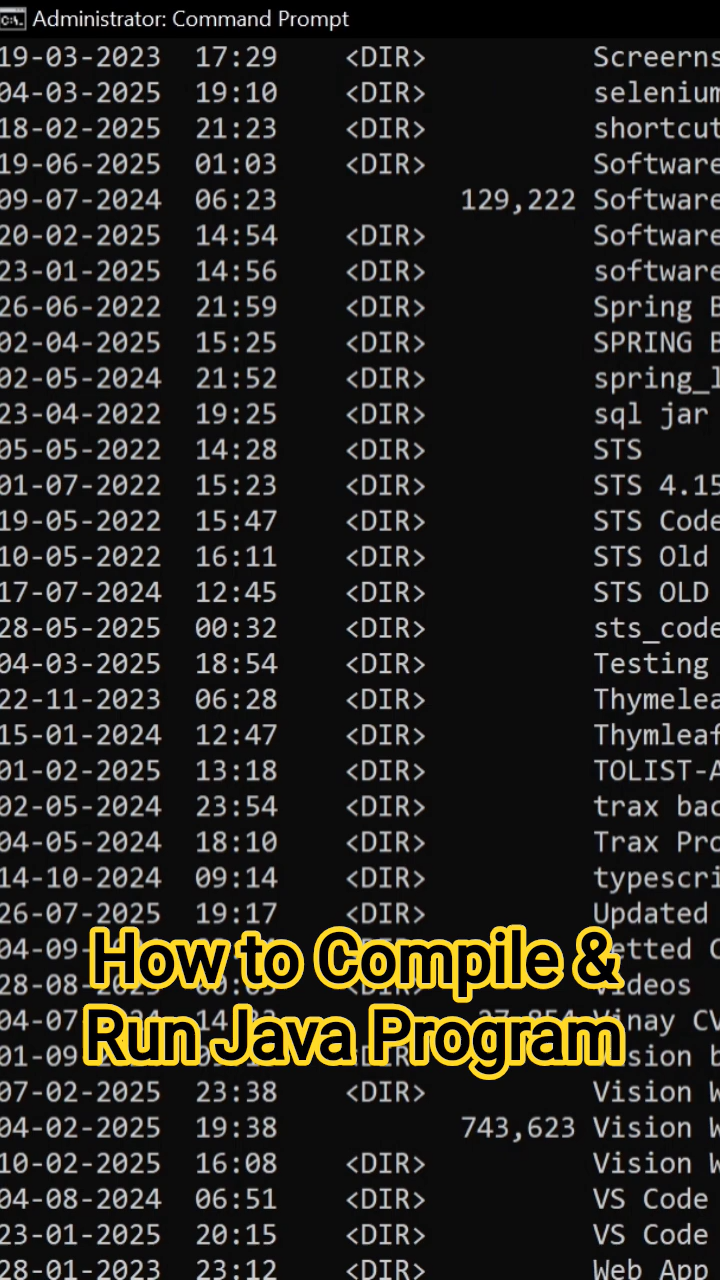 Administrator: Command Prompt
19-03-2023 17:29 <DIR> Screerns
04-03-2025 19:10 <DIR> selenium
18-02-2025 21:23 <DIR> shortcut
19-06-2025 01:03 <DIR> Software
09-07-2024 06:23 129,222 Software
20-02-2025 14:54 <DIR> Software
23-01-2025 14:56 <DIR> software
26-06-2022 21:59 <DIR> Spring
02-04-2025 15:25 <DIR> SPRING
02-05-2024 21:52 <DIR> spring_l
23-04-2022 19:25 <DIR> sql jar
05-05-2022 14:28 <DIR> STS
01-07-2022 15:23 <DIR> STS 4.15
19-05-2022 15:47 <DIR> STS Code
10-05-2022 16:11 <DIR> STS Old
17-07-2024 12:45 <DIR> STS OLD
28-05-2025 00:32 <DIR> sts_code
04-03-2025 18:54 <DIR> Testing
22-11-2023 06:28 <DIR> Thymelea
15-01-2024 12:47 <DIR> Thymleaf
01-02-2025 13:18 <DIR> TOLIST-A
02-05-2024 23:54 <DIR> trax bac
04-05-2024 18:10 <DIR> Trax Pro
14-10-2024 09:14 <DIR> typescri
26-07-2025 19:17 <DIR> Updated
How to Compile &
Videos
Run Java Program
07-02-2025 23:38 <DIR> Vision W
04-02-2025 19:38 743,623 Vision W
10-02-2025 16:08 <DIR> Vision W
04-08-2024 06:51 <DIR> VS Code
23-01-2025 20:15 <DIR> VS Code
28-01-2023 23:12 <DIR> Web App